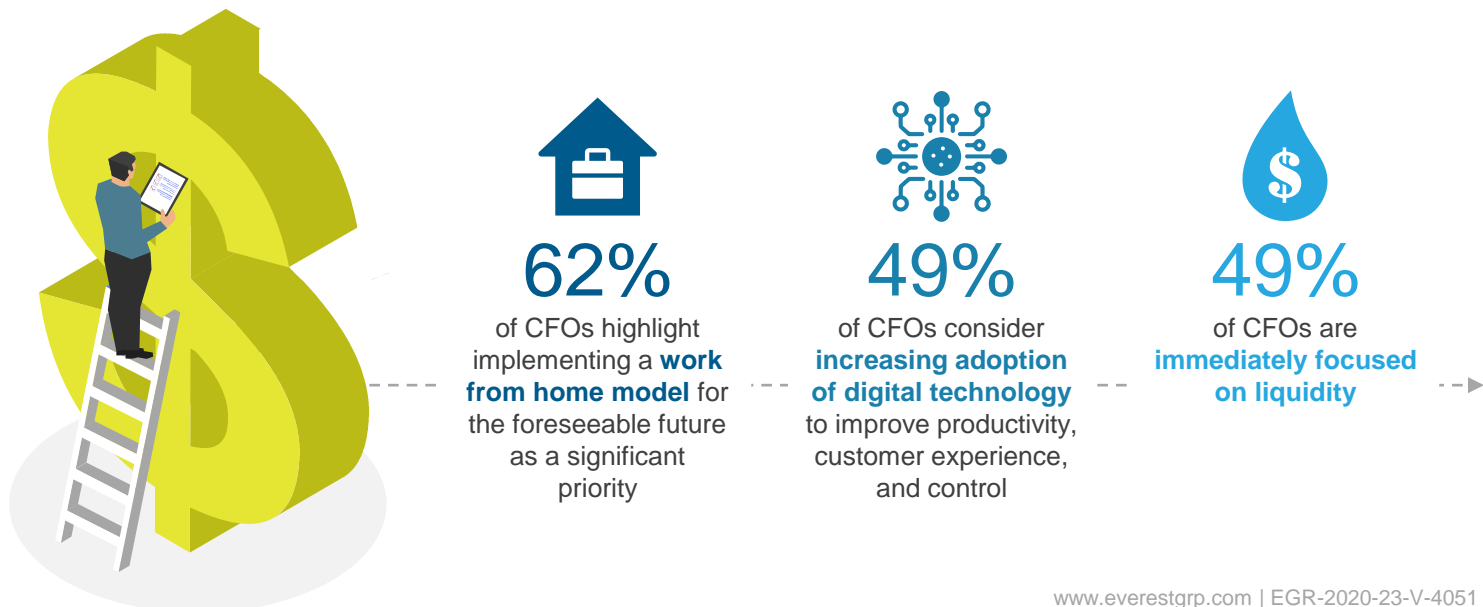 62%
of CFOs highlight
implementing a work
from home model for
the foreseeable future
as a significant
priority
49%
of CFOs consider
increasing adoption
of digital technology
to improve productivity,
customer experience,
and control
$
49%
of CFOs are
immediately focused
on liquidity
www.everestgrp.com | EGR-2020-23-V-4051